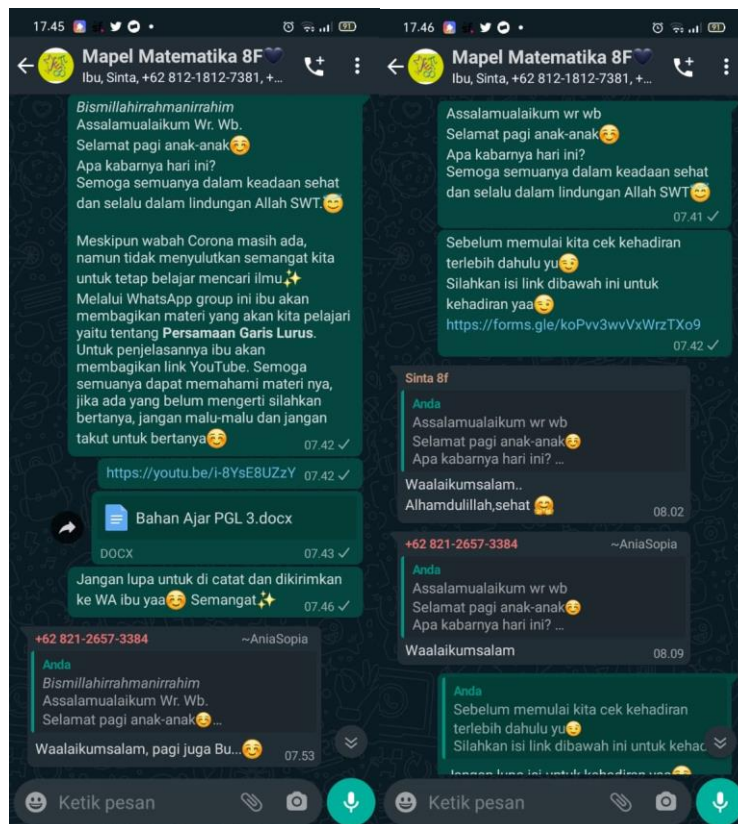 17.45
91
Mapel Matematika 8F
Ibu, Sinta, +62 812-1812-7381, +...
Bismillahirrahmanirrahim
Assalamualaikum Wr. Wb.
Selamat pagi anak-anak😊
Apa kabarnya hari ini?
Semoga semuanya dalam keadaan sehat
dan selalu dalam lindungan Allah SWT.😇
Meskipun wabah Corona masih ada,
namun tidak menyulutkan semangat kita
untuk tetap belajar mencari ilmu✨
Melalui WhatsApp group ini ibu akan
membagikan materi yang akan kita pelajari
yaitu tentang Persamaan Garis Lurus.
Untuk penjelasannya ibu akan
membagikan link YouTube. Semoga
semuanya dapat memahami materi nya,
jika ada yang belum mengerti silahkan
bertanya, jangan malu-malu dan jangan
takut untuk bertanya😊
07.42
https://youtu.be/i-8YsE8UZzY 07.42
Bahan Ajar PGL 3.docx
DOCX 07.43
Jangan lupa untuk di catat dan dikirimkan
ke WA ibu yaa😊 Semangat✨ 07.46
+62 821-2657-3384 ~AniaSopia
Anda
Bismillahirrahmanirrahim
Assalamualaikum Wr. Wb.
Selamat pagi anak-anak😊...
Waalaikumsalam, pagi juga Bu...😊 07.53
Ketik pesan
17.46
91
Mapel Matematika 8F
Ibu, Sinta, +62 812-1812-7381, +...
Assalamualaikum wr wb
Selamat pagi anak-anak😊
Apa kabarnya hari ini?
Semoga semuanya dalam keadaan sehat
dan selalu dalam lindungan Allah SWT😇
07.41
Sebelum memulai kita cek kehadiran
terlebih dahulu yu😉
Silahkan isi link dibawah ini untuk
kehadiran yaa😉
https://forms.gle/koPvv3wvVxWrzTXo9
07.42
Sinta 8f
Anda
Assalamualaikum wr wb
Selamat pagi anak-anak😊
Apa kabarnya hari ini? ...
Waalaikumsalam..
Alhamdulillah,sehat 🤗 08.02
+62 821-2657-3384 ~AniaSopia
Anda
Assalamualaikum wr wb
Selamat pagi anak-anak😊
Apa kabarnya hari ini? ...
Waalaikumsalam 08.09
Anda
Sebelum memulai kita cek kehadiran
terlebih dahulu yu😉
Silahkan isi link dibawah ini untuk kehad
Jangan lupa isi untuk kehadiran yaa
Ketik pesan